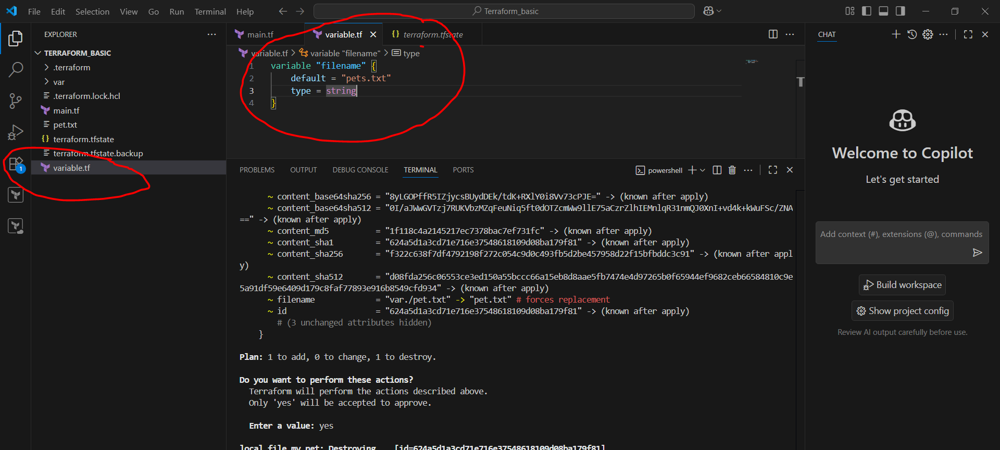 File Edit Selection View Go Run Terminal Help
Terraform_basic
EXPLORER
TERRAFORM_BASIC
.terraform
var
.terraform.lock.hcl
main.tf
pet.txt
terraform.tfstate
terraform.tfstate.backup
variable.tf
1
main.tf variable.tf terraform.tfstate
variable.tf > variable "filename" > type
1 variable "filename" {
2 default = "pets.txt"
3 type = string
4 }
PROBLEMS OUTPUT DEBUG CONSOLE TERMINAL PORTS
powershell
~ content_base64sha256 = "8yLGOPffR5IZjycsBUydDEk/tdK+RXlY0i8Vv73cPJE=" -> (known after apply)
~ content_base64sha512 = "0I/aJWwGVTzj7RUKVbzMZqFeuNiq5ft0dOTZcmWw9llE75aCzrZlhIEMnlqR31nmQJ0XnI+vd4k+kWuFSc/ZNA
==" -> (known after apply)
~ content_md5 = "1f118c4a2145217ec7378bac7ef731fc" -> (known after apply)
~ content_sha1 = "624a5d1a3cd71e716e37548618109d08ba179f81" -> (known after apply)
~ content_sha256 = "f322c638f7df4792198f272c054c9d0c493fb5d2be457958d22f15bfbddc3c91" -> (known after appl
y)
~ content_sha512 = "d08fda256c06553ce3ed150a55bccc66a15eb8d8aae5fb7474e4d97265b0f65944ef9682ceb66584810c9e
5a91df59e6409d179c8faf77893e916b8549cfd934" -> (known after apply)
~ filename = "var./pet.txt" -> "pet.txt" # forces replacement
~ id = "624a5d1a3cd71e716e37548618109d08ba179f81" -> (known after apply)
# (3 unchanged attributes hidden)
}
Plan: 1 to add, 0 to change, 1 to destroy.
Do you want to perform these actions?
Terraform will perform the actions described above.
Only 'yes' will be accepted to approve.
Enter a value: yes
local_file.my_pet: Destroying... [id=624a5d1a3cd71e716e37548618109d08ba179f81]
CHAT
Welcome to Copilot
Let's get started
Add context (#), extensions (@), commands
Build workspace
Show project config
Review AI output carefully before use.